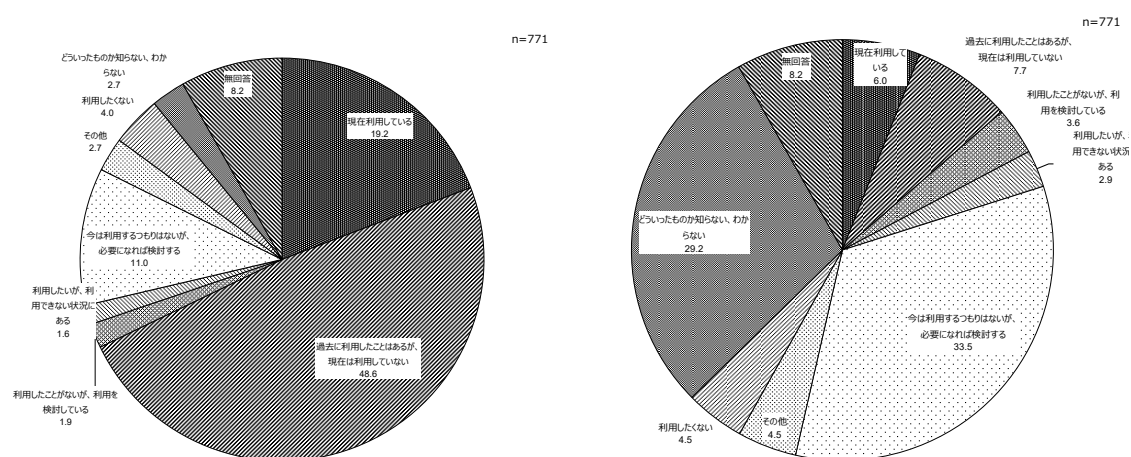 n=771
どういったものか知らない、わか
らない
2.7
無回答
8.2
利用したくない
4.0
現在利用している
19.2
その他
2.7
今は利用するつもりはないが、
必要になれば検討する
11.0
利用したいが、利
用できない状況に
ある
1.6
過去に利用したことはあるが、
現在は利用していない
48.6
利用したことがないが、利用を
検討している
1.9
n=771
無回答
8.2
現在利用して
いる
6.0
過去に利用したことはあるが、
現在は利用していない
7.7
利用したことがないが、利
用を検討している
3.6
利用したいが、
用できない状況
ある
2.9
どういったものか知らない、わか
らない
29.2
今は利用するつもりはないが、
必要になれば検討する
33.5
利用したくない
4.5
その他
4.5